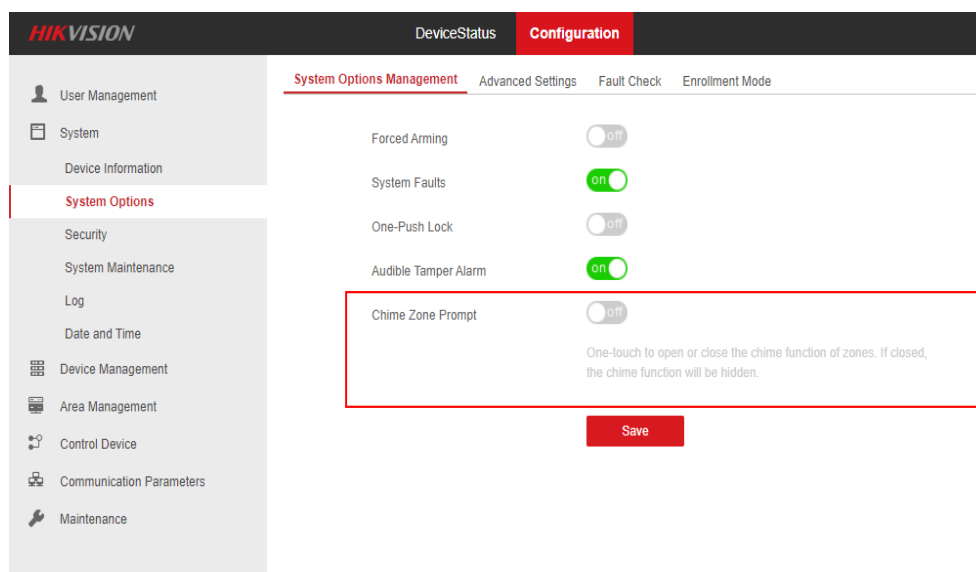 HIKVISION
DeviceStatus
Configuration
User Management
System
Device Information
System Options
Security
System Maintenance
Log
Date and Time
Device Management
Area Management
Control Device
Communication Parameters
Maintenance
System Options Management
Advanced Settings
Fault Check
Enrollment Mode
Forced Arming
off
System Faults
on
One-Push Lock
off
Audible Tamper Alarm
on
Chime Zone Prompt
off
One-touch to open or close the chime function of zones. If closed,
the chime function will be hidden.
Save